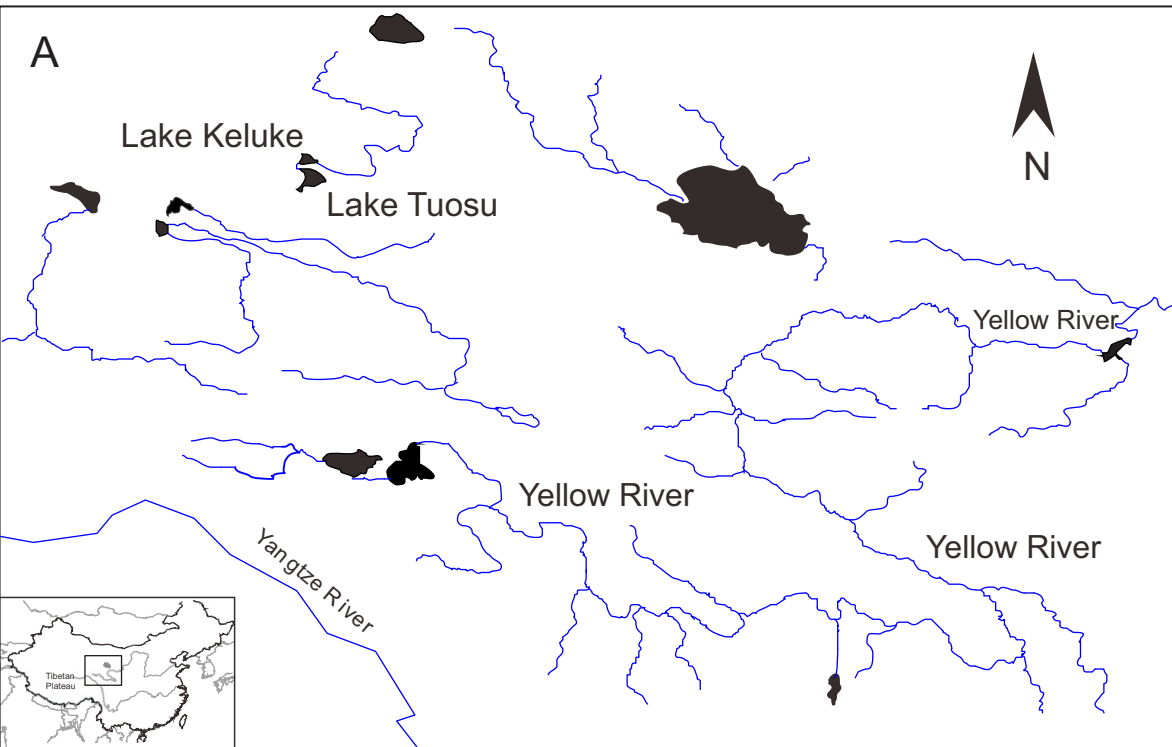 A
N
Lake Keluke
Lake Tuosu
Yellow River
Yellow River
Yellow River
Yangtze River
Tibetan
Plateau